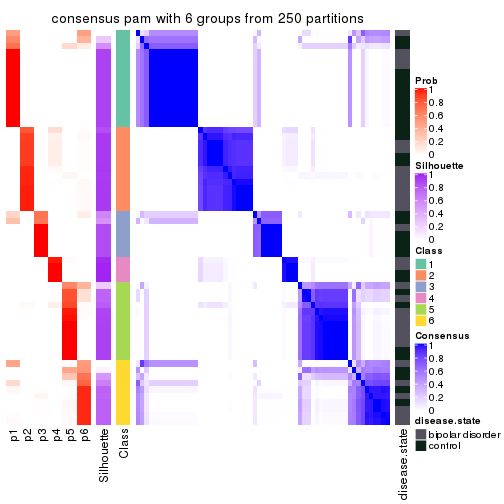 consensus pam with 6 groups from 250 partitions
Prob
1
0.8
0.6
0.4
0.2
0
Silhouette
1
0.8
0.6
0.4
0.2
0
Class
1
2
3
4
5
6
Consensus
1
0.8
0.6
0.4
0.2
0
disease.state
bipolar disorder
control
p1
p2
p3
p4
p5
p6
Silhouette
Class
disease.state